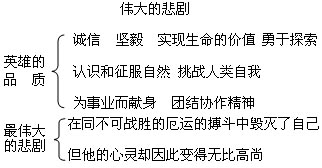 伟大的悲剧
诚信 坚毅 实现生命的价值 勇于探索
英雄的
品 质
认识和征服自然 挑战人类自我
为事业而献身 团结协作精神
最伟大
的悲剧
在同不可战胜的厄运的搏斗中毁灭了自己
但他的心灵却因此变得无比高尚